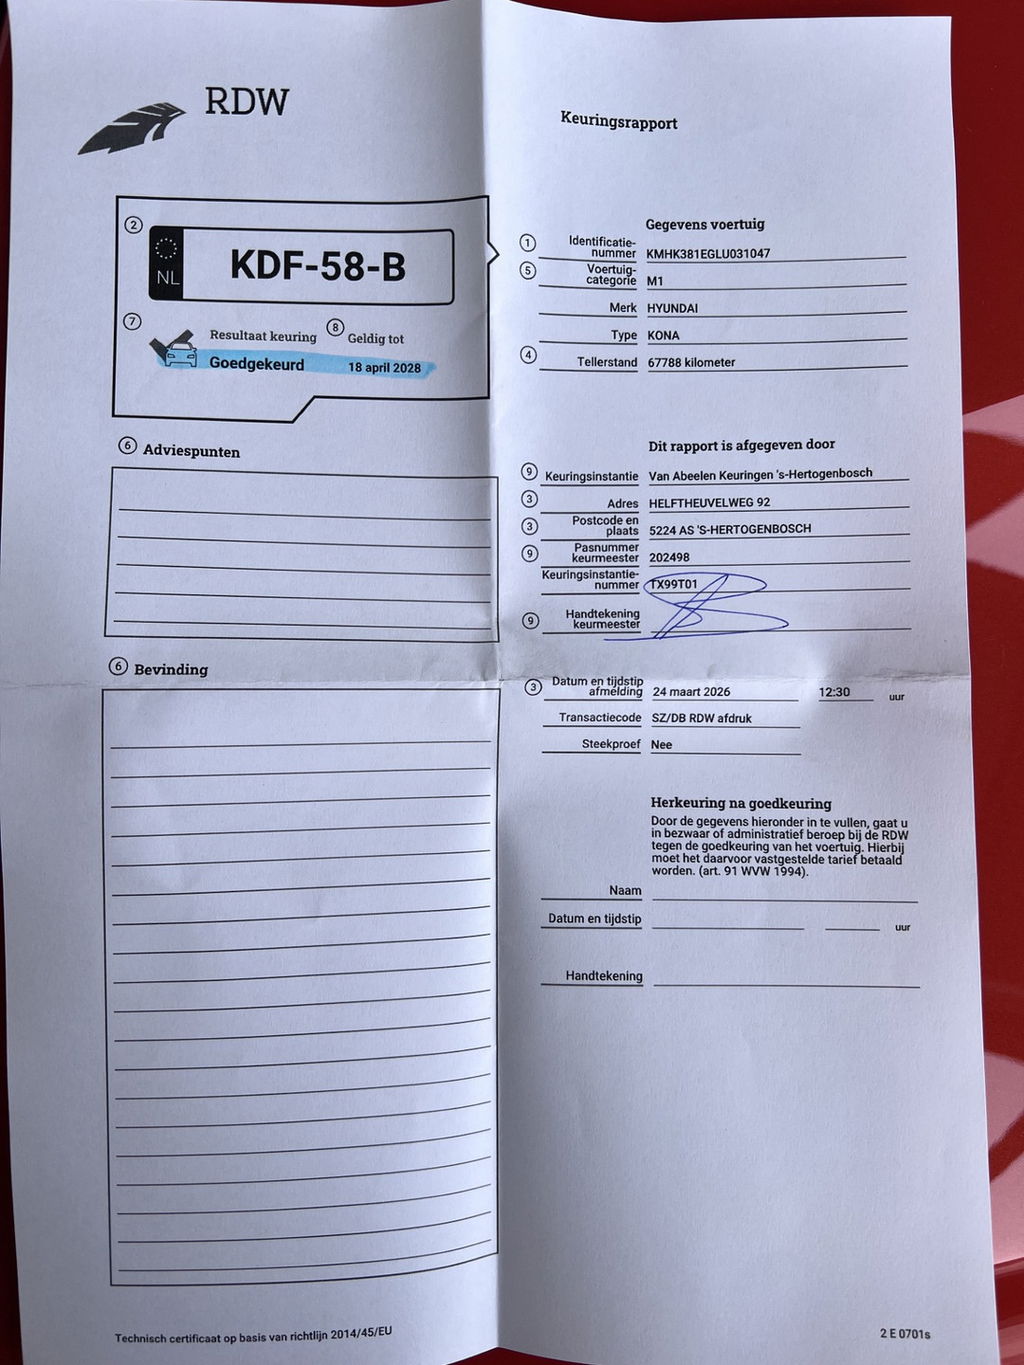 RDW
Keuringsrapport
2
NL
KDF-58-B
7
Resultaat keuring
8
Geldig tot
Goedgekeurd
18 april 2028
6 Adviespunten
6 Bevinding
Gegevens voertuig
1 Identificatie-
nummer KMHK381EGLU031047
5 Voertuig-
categorie M1
Merk HYUNDAI
Type KONA
4 Tellerstand 67788 kilometer
Dit rapport is afgegeven door
9 Keuringsinstantie Van Abeelen Keuringen 's-Hertogenbosch
3 Adres HELFTHEUVELWEG 92
3 Postcode en
plaats 5224 AS 'S-HERTOGENBOSCH
9 Pasnummer
keurmeester 202498
Keuringsinstantie-
nummer TX99T01
9 Handtekening
keurmeester
3 Datum en tijdstip
afmelding 24 maart 2026 12:30 uur
Transactiecode SZ/DB RDW afdruk
Steekproef Nee
Herkeuring na goedkeuring
Door de gegevens hieronder in te vullen, gaat u
in bezwaar of administratief beroep bij de RDW
tegen de goedkeuring van het voertuig. Hierbij
moet het daarvoor vastgestelde tarief betaald
worden. (art. 91 WVW 1994).
Naam
Datum en tijdstip uur
Handtekening
Technisch certificaat op basis van richtlijn 2014/45/EU
2 E 0701s